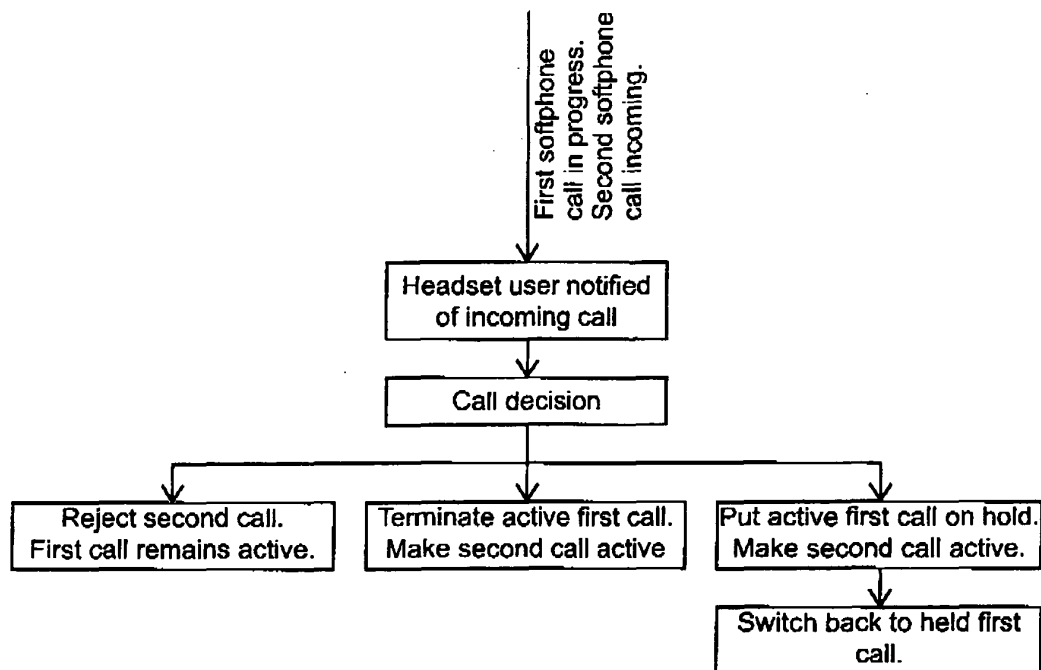 First softphone
call in progress.
Second softphone
call incoming.
Headset user notified
of incoming call
Call decision
Reject second call.
First call remains active.
Terminate active first call.
Make second call active
Put active first call on hold.
Make second call active.
Switch back to held first
call.